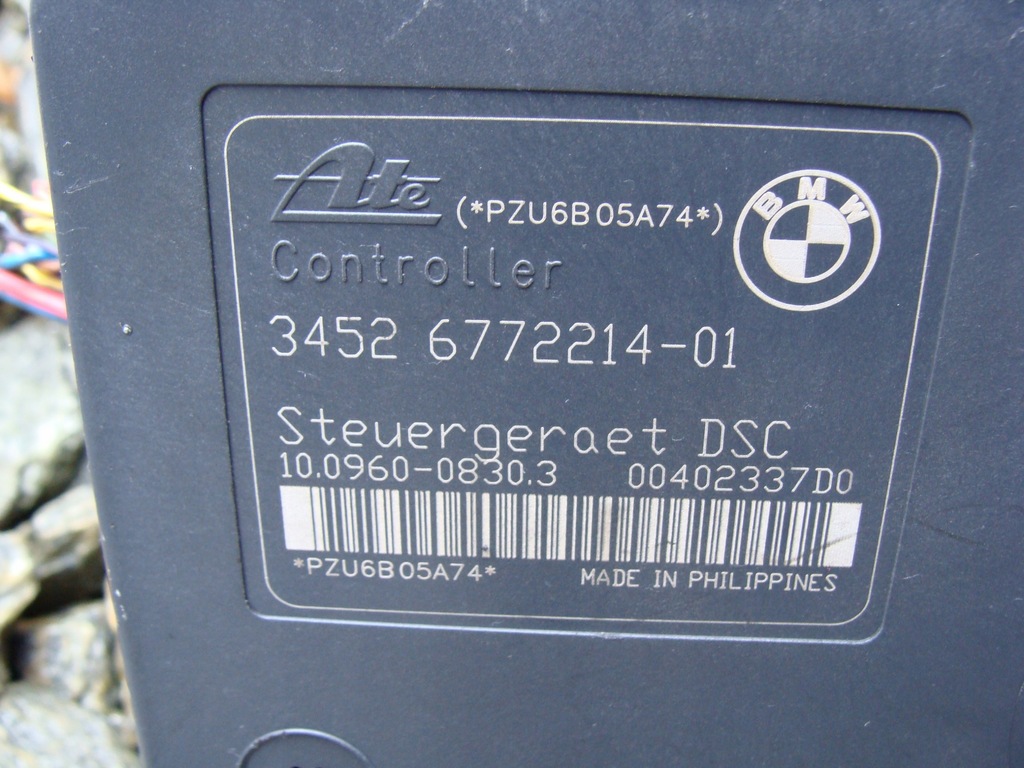 Ate (*PZU6B05A74*) BMW
Controller
3452 6772214-01
Steuergeraet DSC
10.0960-0830.3 00402337D0
*PZU6B05A74* MADE IN PHILIPPINES